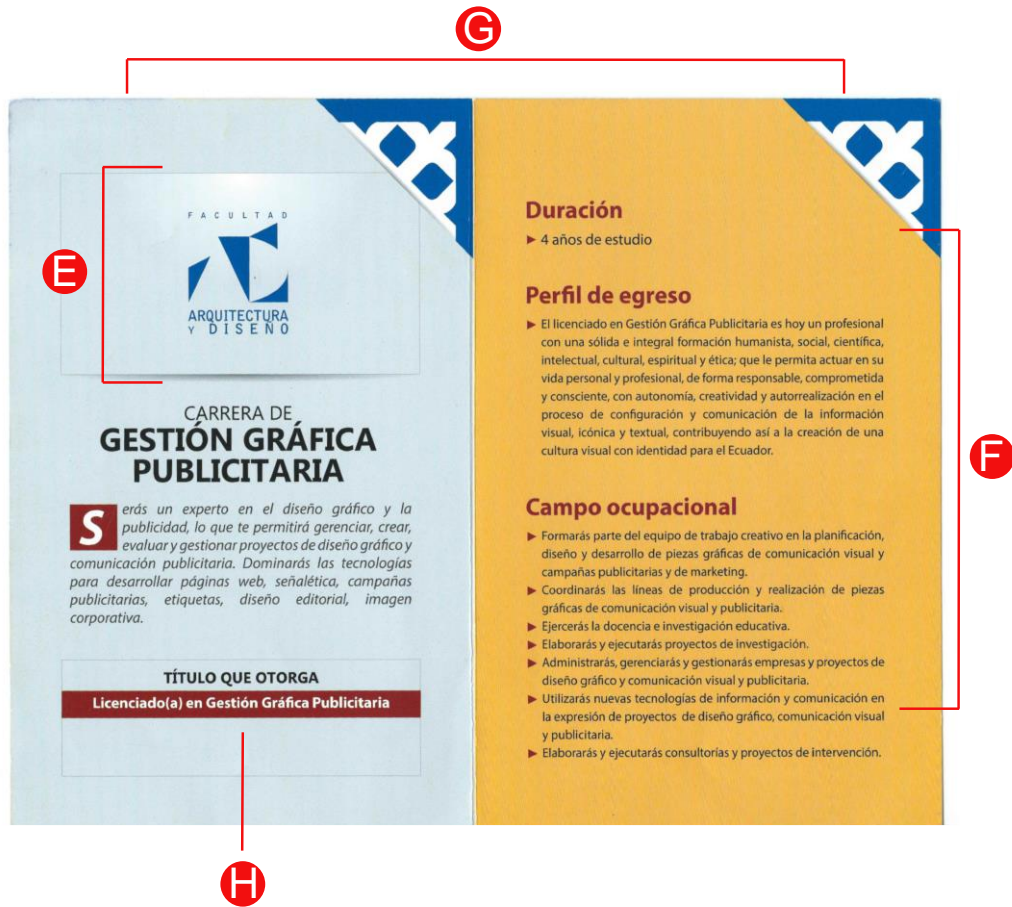 G
E
FACULTAD
ARQUITECTURA
Y DISEÑO
CARRERA DE
GESTIÓN GRÁFICA
PUBLICITARIA
Serás un experto en el diseño gráfico y la
publicidad, lo que te permitirá gerenciar, crear,
evaluar y gestionar proyectos de diseño gráfico y
comunicación publicitaria. Dominarás las tecnologías
para desarrollar páginas web, señalética, campañas
publicitarias, etiquetas, diseño editorial, imagen
corporativa.
TÍTULO QUE OTORGA
Licenciado(a) en Gestión Gráfica Publicitaria
H
Duración
► 4 años de estudio
Perfil de egreso
► El licenciado en Gestión Gráfica Publicitaria es hoy un profesional
con una sólida e integral formación humanista, social, científica,
intelectual, cultural, espiritual y ética; que le permita actuar en su
vida personal y profesional, de forma responsable, comprometida
y consciente, con autonomía, creatividad y autorrealización en el
proceso de configuración y comunicación de la información
visual, icónica y textual, contribuyendo así a la creación de una
cultura visual con identidad para el Ecuador.
Campo ocupacional
► Formarás parte del equipo de trabajo creativo en la planificación,
diseño y desarrollo de piezas gráficas de comunicación visual y
campañas publicitarias y de marketing.
► Coordinarás las líneas de producción y realización de piezas
gráficas de comunicación visual y publicitaria.
► Ejercerás la docencia e investigación educativa.
► Elaborarás y ejecutarás proyectos de investigación.
► Administrarás, gerenciarás y gestionarás empresas y proyectos de
diseño gráfico y comunicación visual y publicitaria.
► Utilizarás nuevas tecnologías de información y comunicación en
la expresión de proyectos de diseño gráfico, comunicación visual
y publicitaria.
► Elaborarás y ejecutarás consultorías y proyectos de intervención.
F